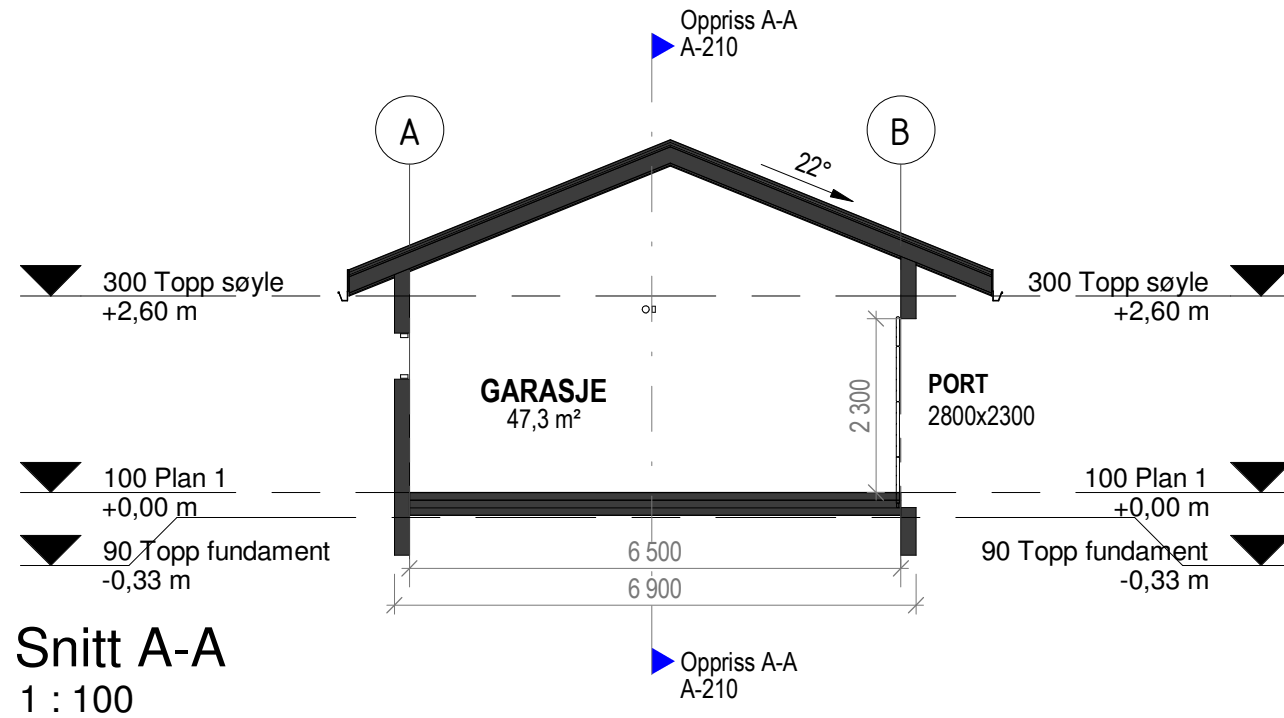 Oppriss A-A
A-210
A
B
22°
300 Topp søyle
+2,60 m
300 Topp søyle
+2,60 m
GARASJE
47,3 m²
2 300
PORT
2800x2300
100 Plan 1
+0,00 m
100 Plan 1
+0,00 m
90 Topp fundament
-0,33 m
90 Topp fundament
-0,33 m
6 500
6 900
Snitt A-A
1 : 100
Oppriss A-A
A-210